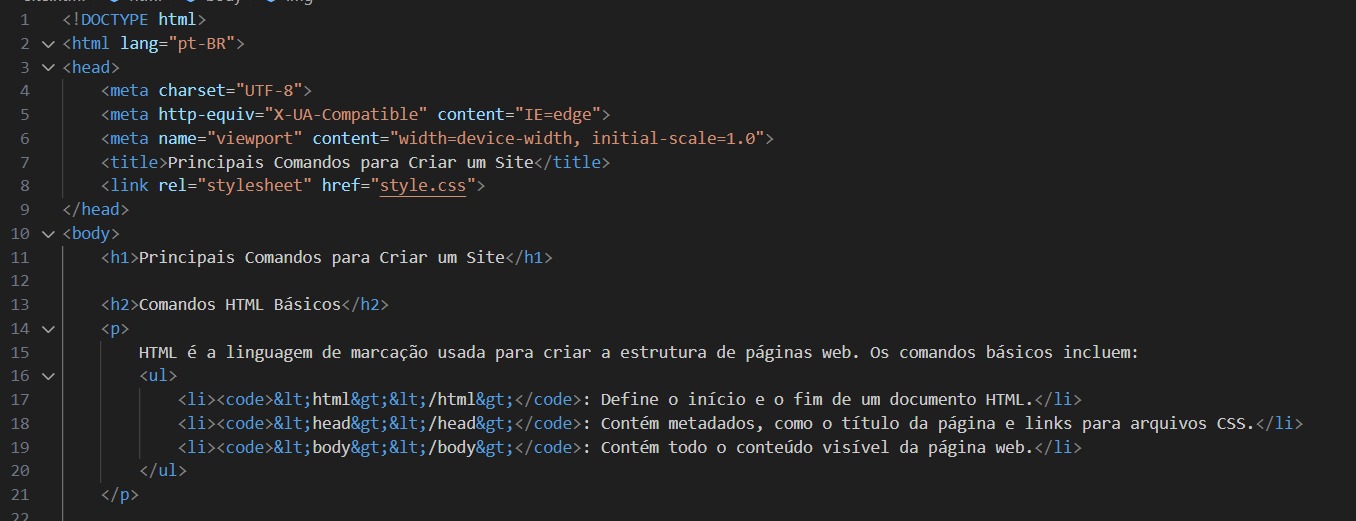 1 <!DOCTYPE html>
2 <html lang="pt-BR">
3 <head>
4 <meta charset="UTF-8">
5 <meta http-equiv="X-UA-Compatible" content="IE=edge">
6 <meta name="viewport" content="width=device-width, initial-scale=1.0">
7 <title>Principais Comandos para Criar um Site</title>
8 <link rel="stylesheet" href="style.css">
9 </head>
10 <body>
11 <h1>Principais Comandos para Criar um Site</h1>
12
13 <h2>Comandos HTML Básicos</h2>
14 <p>
15 HTML é a linguagem de marcação usada para criar a estrutura de páginas web. Os comandos básicos incluem:
16 <ul>
17 <li><code>&lt;html&gt;&lt;/html&gt;</code>: Define o início e o fim de um documento HTML.</li>
18 <li><code>&lt;head&gt;&lt;/head&gt;</code>: Contém metadados, como o título da página e links para arquivos CSS.</li>
19 <li><code>&lt;body&gt;&lt;/body&gt;</code>: Contém todo o conteúdo visível da página web.</li>
20 </ul>
21 </p>
22